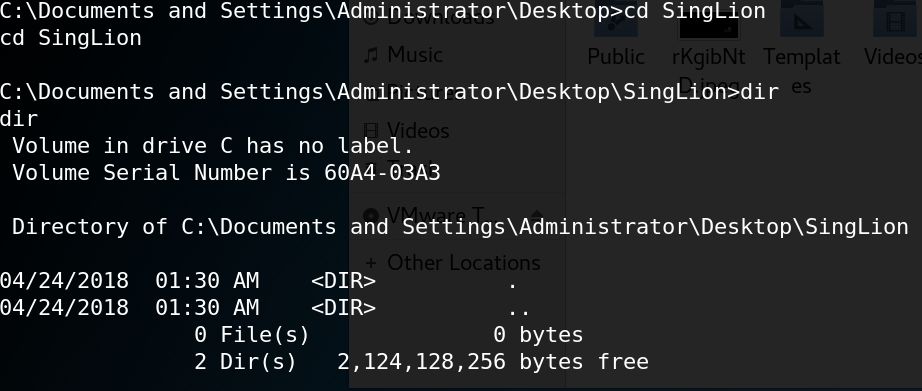 C:\Documents and Settings\Administrator\Desktop>cd SingLion
cd SingLion
C:\Documents and Settings\Administrator\Desktop\SingLion>dir
dir
 Volume in drive C has no label.
 Volume Serial Number is 60A4-03A3
 Directory of C:\Documents and Settings\Administrator\Desktop\SingLion
04/24/2018  01:30 AM    <DIR>          .
04/24/2018  01:30 AM    <DIR>          ..
               0 File(s)              0 bytes
               2 Dir(s)   2,124,128,256 bytes free
Downloads
Music
Videos
VMware T...
+ Other Locations
Public
rKgibNt
Templat
es
Videos